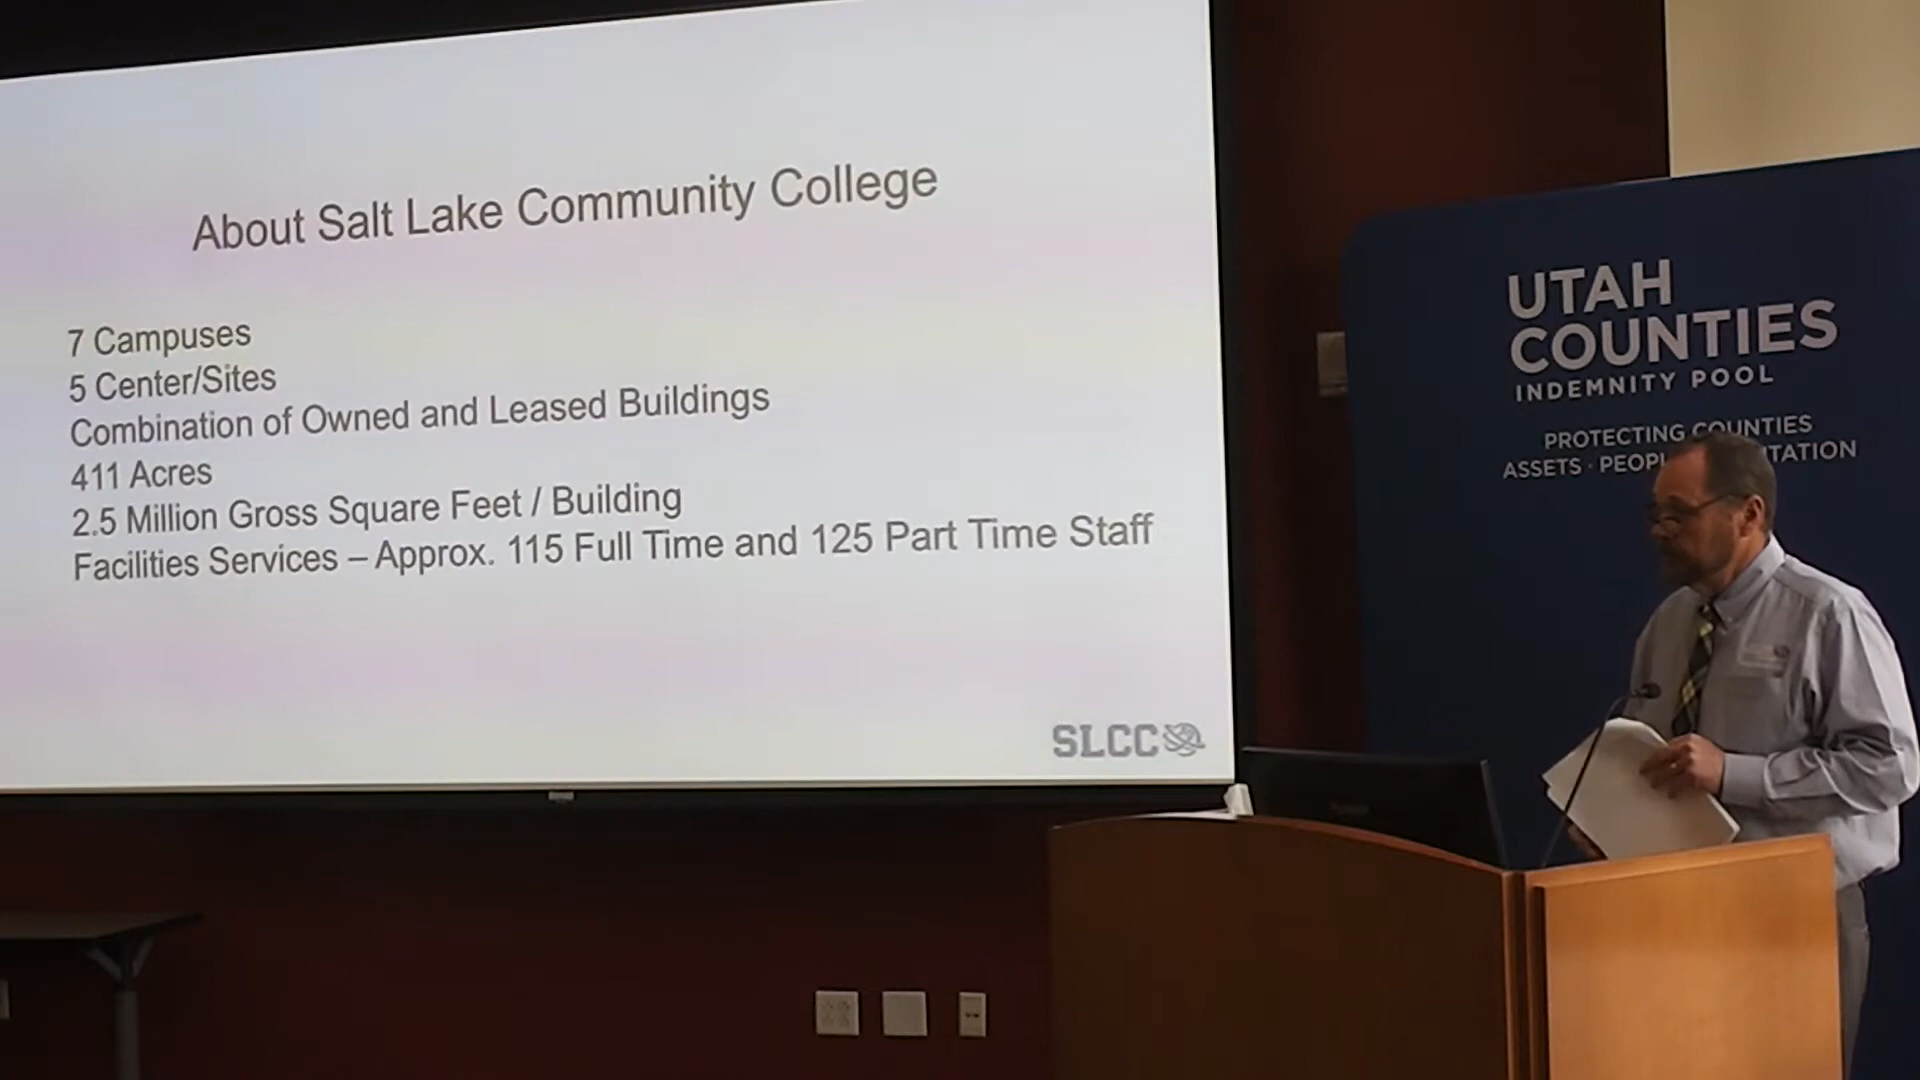 About Salt Lake Community College
7 Campuses
5 Center/Sites
Combination of Owned and Leased Buildings
411 Acres
2.5 Million Gross Square Feet / Building
Facilities Services – Approx. 115 Full Time and 125 Part Time Staff
SLCC
UTAH
COUNTIES
INDEMNITY POOL
PROTECTING COUNTIES
ASSETS · PEOPL TATION